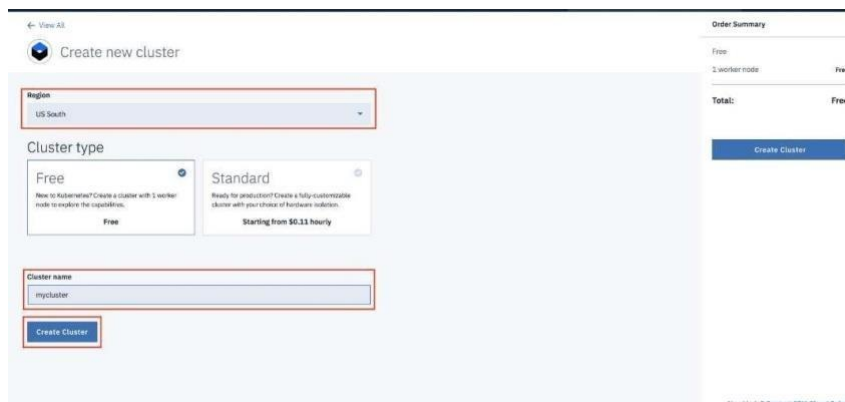 ← View All
Create new cluster
Region
US South
Cluster type
Free
New to Kubernetes? Create a cluster with 1 worker
node to explore the capabilities.
Free
Standard
Ready for production? Create a fully-customizable
cluster with your choice of hardware isolation.
Starting from $0.11 hourly
Cluster name
mycluster
Create Cluster
Order Summary
Free
1 worker node Fre
Total: Free
Create Cluster